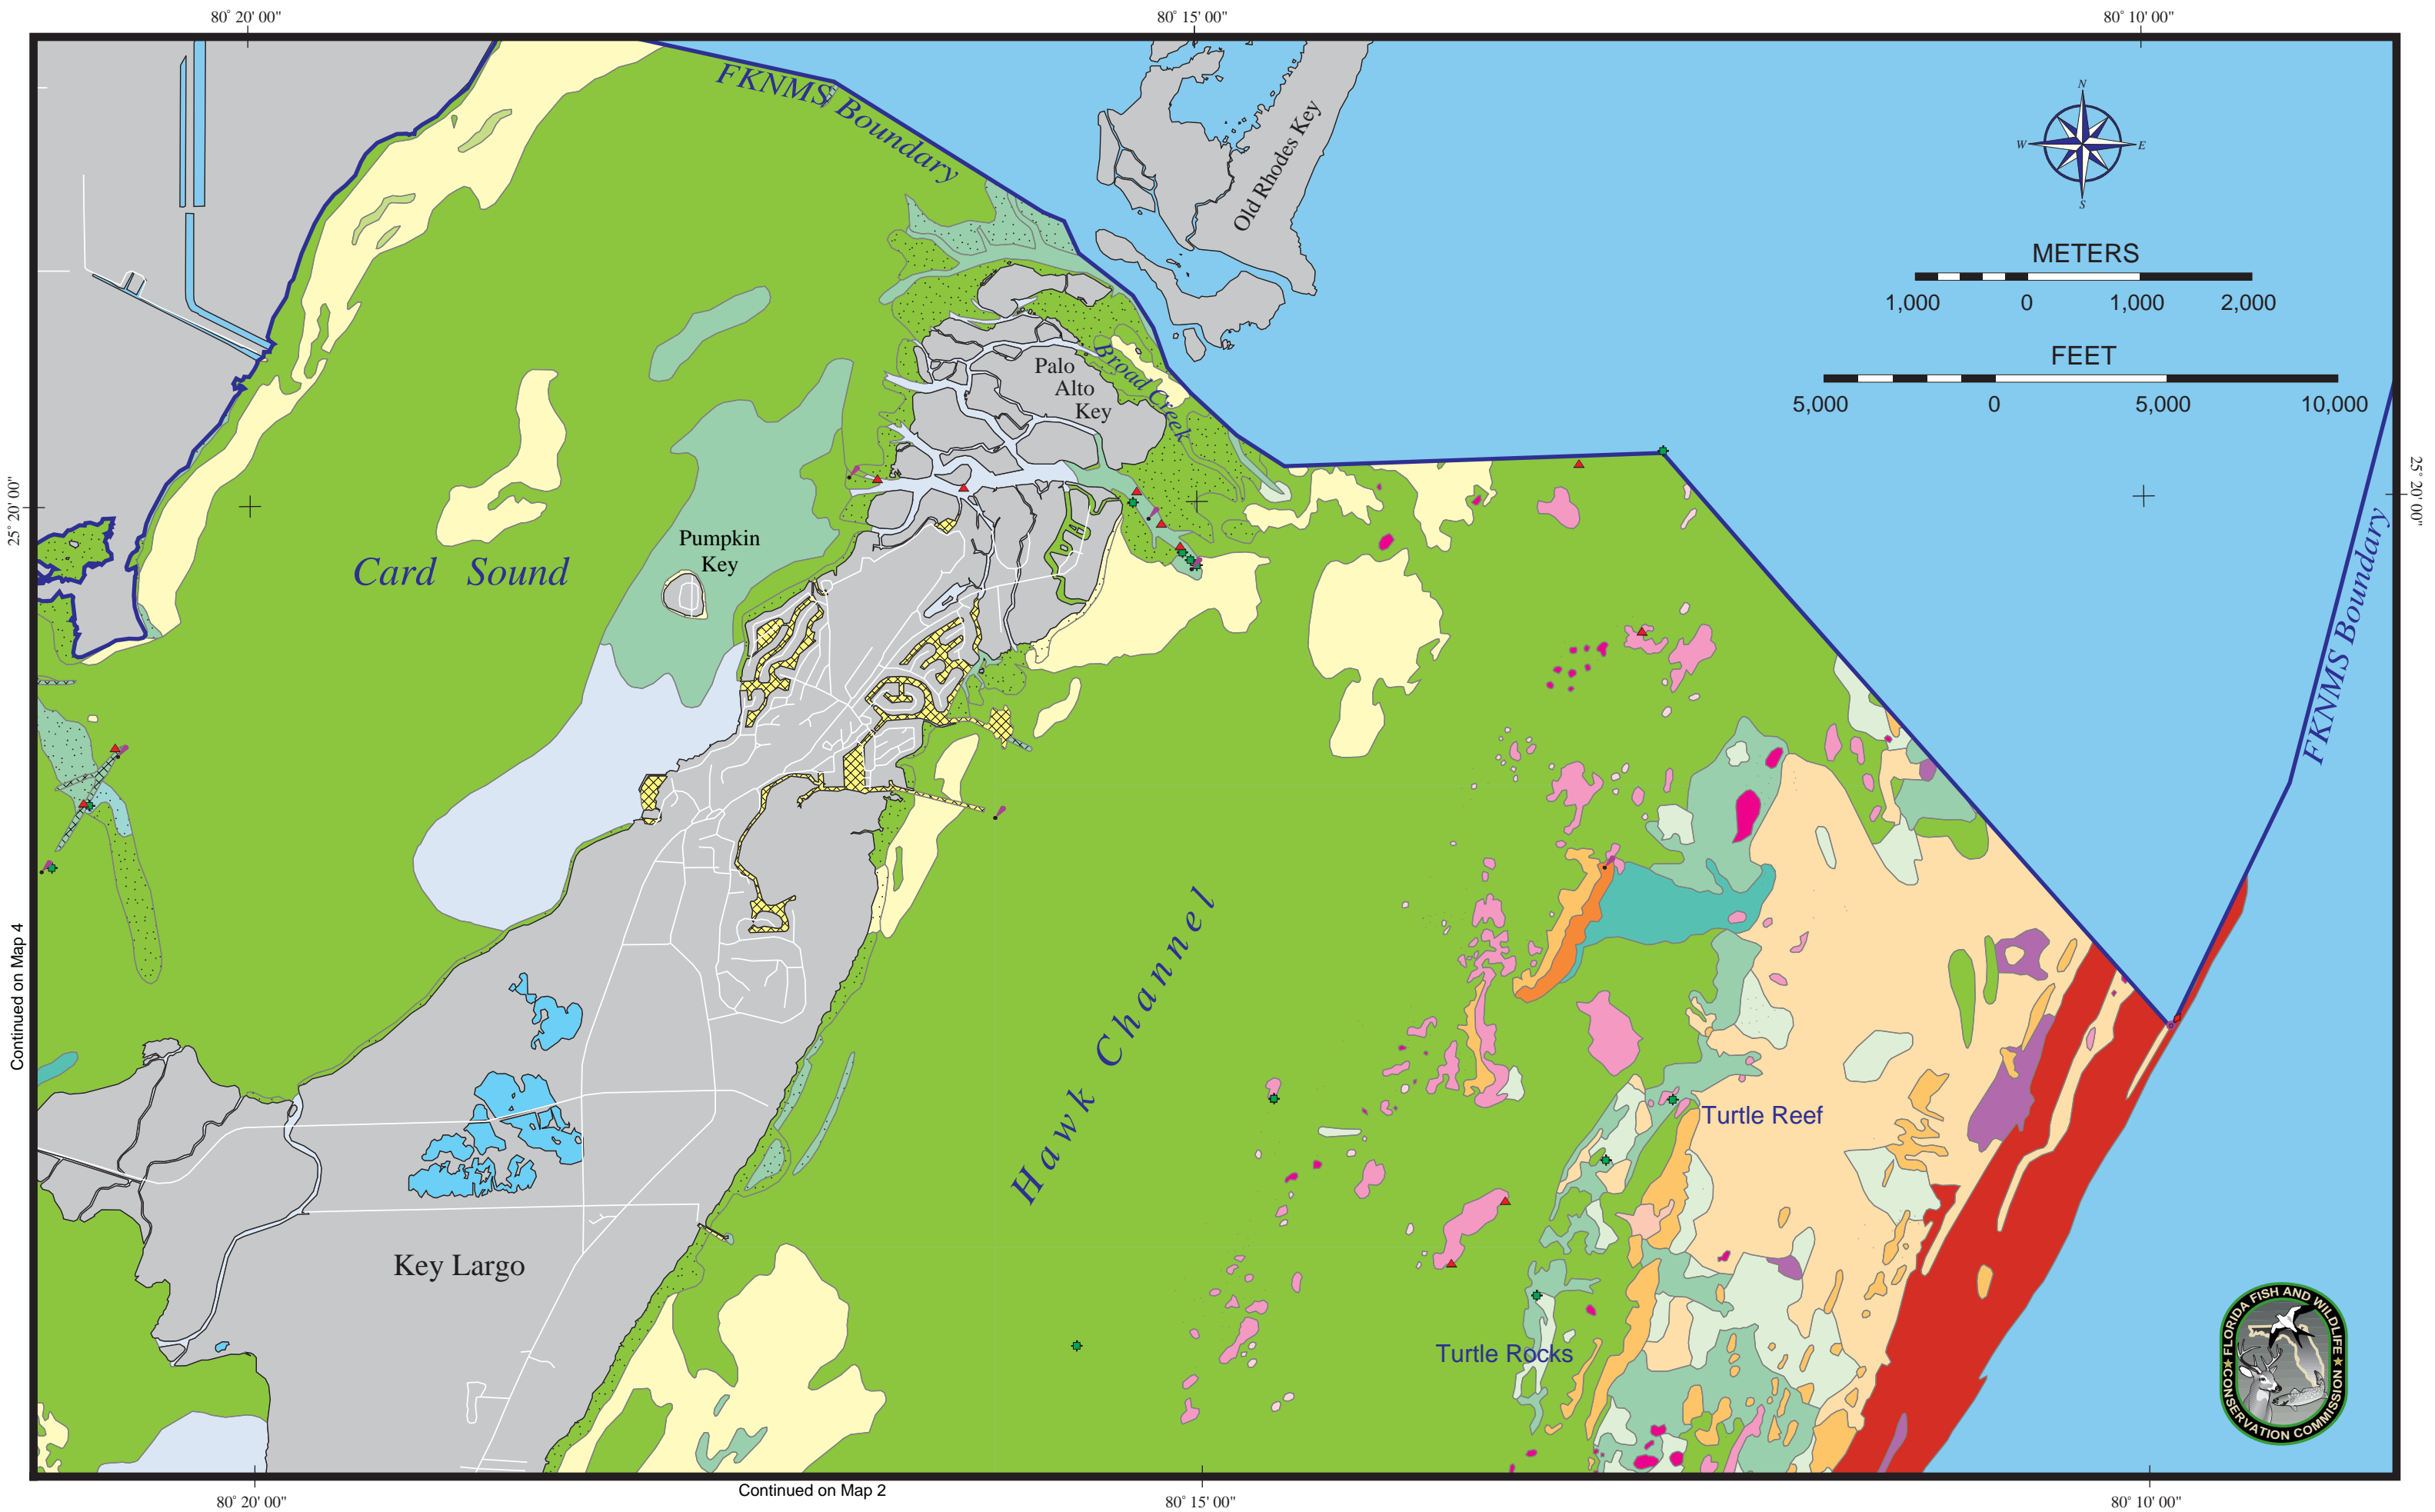 80° 20' 00"
80° 15' 00"
80° 10' 00"
FKNMS Boundary
Old Rhodes Key
N
W
E
S
METERS
1,000 0 1,000 2,000
FEET
5,000 0 5,000 10,000
Palo
Alto
Key
Broad Creek
25° 20' 00"
25° 20' 00"
Pumpkin
Key
Card Sound
FKNMS Boundary
Continued on Map 4
Hawk Channel
Turtle Reef
Key Largo
Turtle Rocks
FLORIDA FISH AND WILDLIFE
CONSERVATION COMMISSION
Continued on Map 2
80° 20' 00"
80° 15' 00"
80° 10' 00"